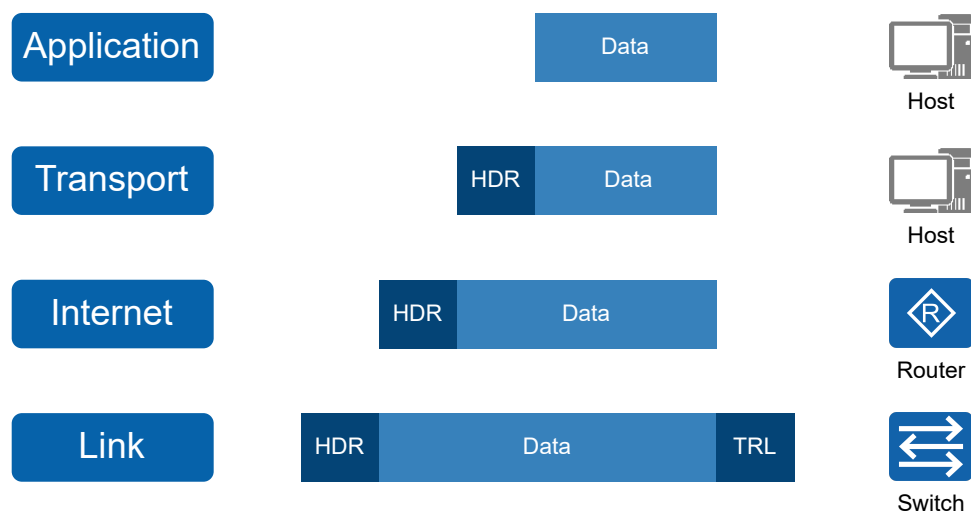 Application
Data
Host
Transport
HDR
Data
Host
Internet
HDR
Data
R
Router
Link
HDR
Data
TRL
Switch